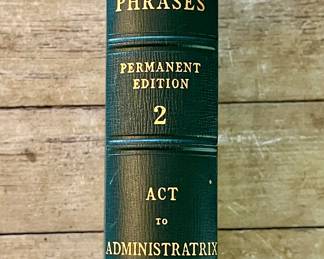 PHRASES
PERMANENT
EDITION
2
ACT
TO
ADMINISTRATRIX